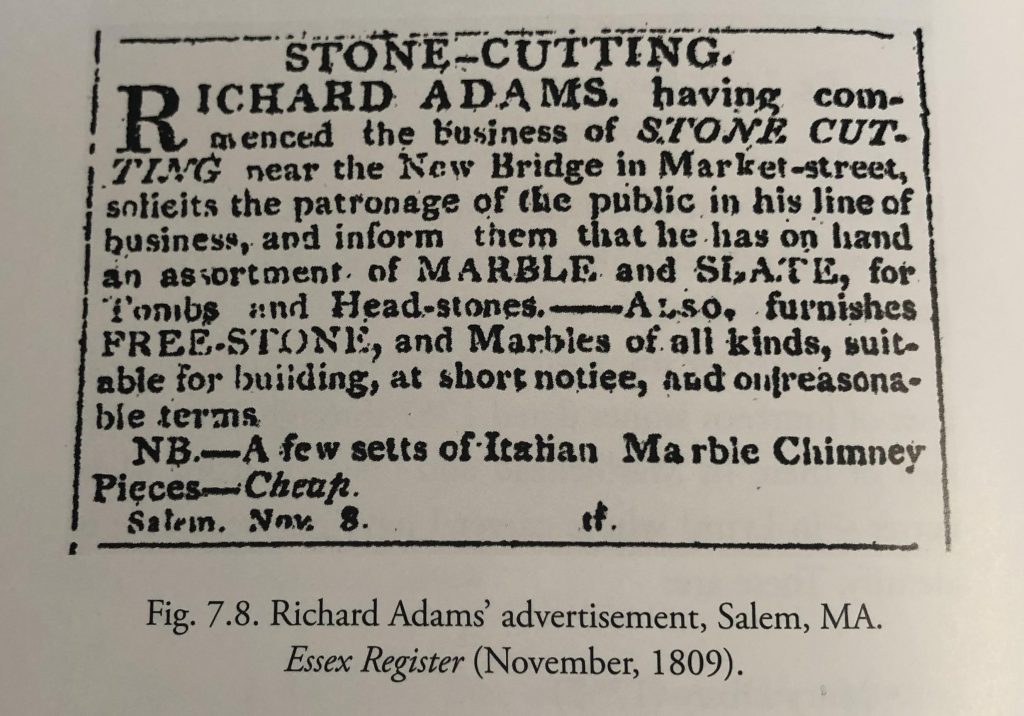 STONE-CUTTING.
RICHARD ADAMS. having com-
menced the business of STONE CUT-
TING near the New Bridge in Market-street,
solicits the patronage of the public in his line of
business, and inform them that he has on hand
an assortment of MARBLE and SLATE, for
Tombs and Head-stones.——ALSO, furnishes
FREE-STONE, and Marbles of all kinds, suit-
able for building, at short notice, and on reasona-
ble terms
NB.—A few setts of Italian Marble Chimney
Pieces—Cheap.
Salem. Nov. 8. tf.
Fig. 7.8. Richard Adams’ advertisement, Salem, MA.
Essex Register (November, 1809).